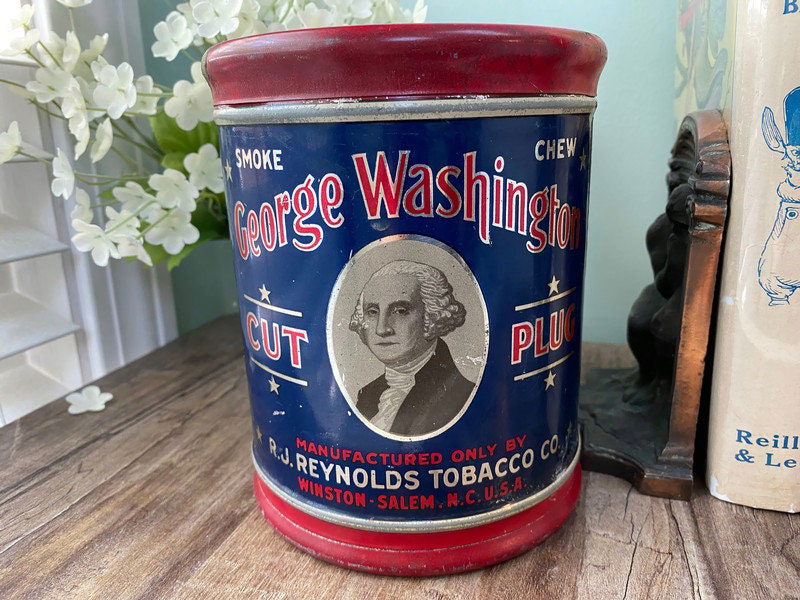 SMOKE CHEW
George Washington
CUT PLUG
MANUFACTURED ONLY BY
R.J. REYNOLDS TOBACCO CO.
WINSTON-SALEM, N.C. U.S.A.
B
Reill
& Le